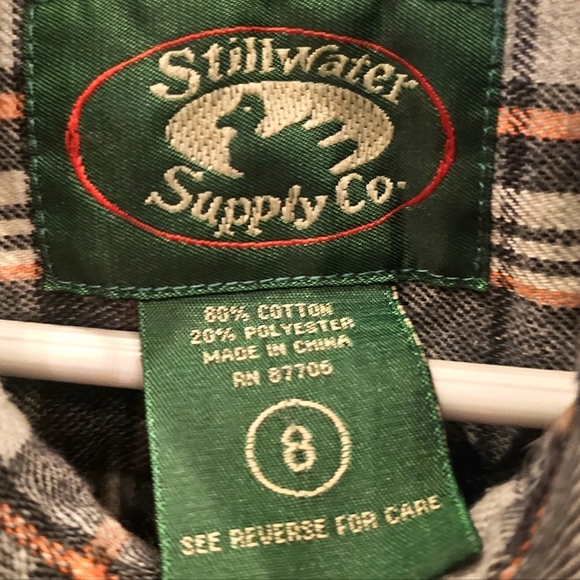 Stillwater
Supply Co.
80% COTTON
20% POLYESTER
MADE IN CHINA
RN 87705
8
SEE REVERSE FOR CARE